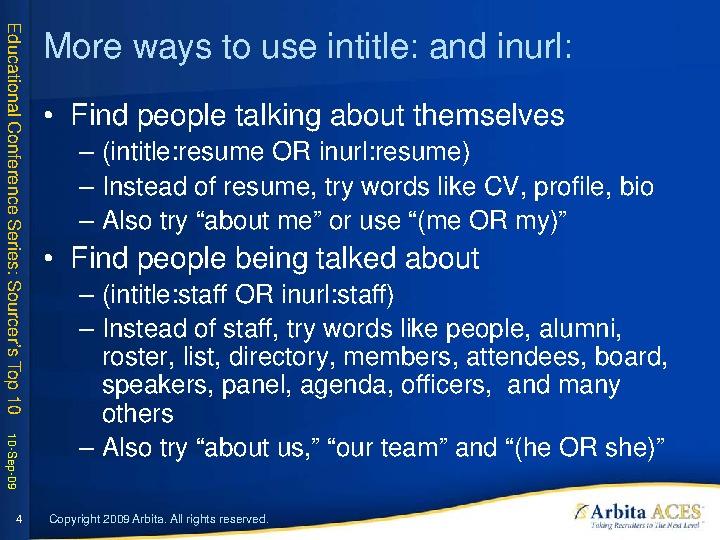 More ways to use intitle: and inurl:
• Find people talking about themselves
– (intitle:resume OR inurl:resume)
– Instead of resume, try words like CV, profile, bio
– Also try “about me” or use “(me OR my)”
• Find people being talked about
– (intitle:staff OR inurl:staff)
– Instead of staff, try words like people, alumni,
roster, list, directory, members, attendees, board,
speakers, panel, agenda, officers, and many
others
– Also try “about us,” “our team” and “(he OR she)”
Educational Conference Series: Sourcer’s Top 10
10-Sep-09
4
Copyright 2009 Arbita. All rights reserved.
Arbita ACES
Taking Recruiters to The Next Level